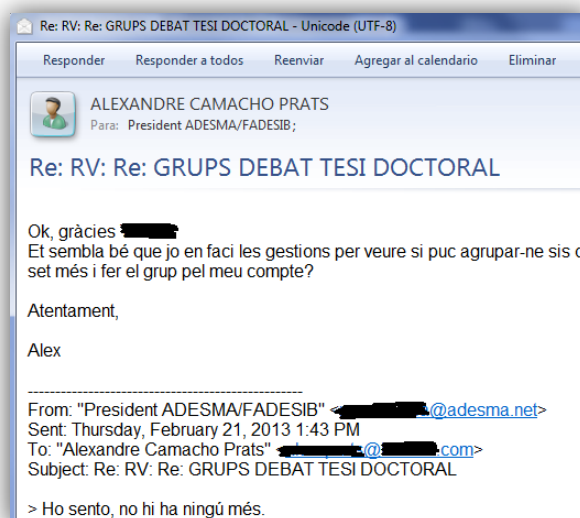 Re: RV: Re: GRUPS DEBAT TESI DOCTORAL - Unicode (UTF-8)
Responder Responder a todos Reenviar Agregar al calendario Eliminar
ALEXANDRE CAMACHO PRATS
Para: President ADESMA/FADESIB;
Re: RV: Re: GRUPS DEBAT TESI DOCTORAL
Ok, gràcies
Et sembla bé que jo en faci les gestions per veure si puc agrupar-ne sis
set més i fer el grup pel meu compte?
Atentament,
Alex
--------------------------------------------------
From: "President ADESMA/FADESIB" < @adesma.net>
Sent: Thursday, February 21, 2013 1:43 PM
To: "Alexandre Camacho Prats" < @ .com>
Subject: Re: RV: Re: GRUPS DEBAT TESI DOCTORAL
> Ho sento, no hi ha ningú més.